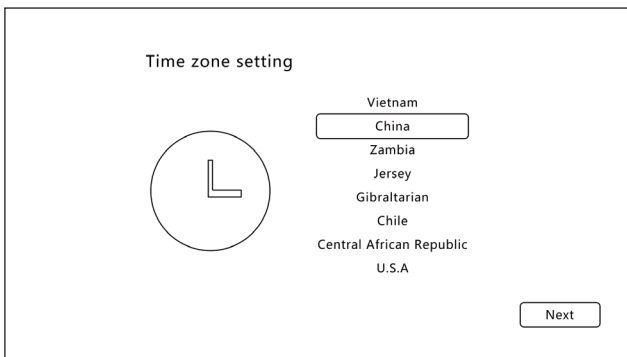 Time zone setting
Vietnam
China
Zambia
Jersey
Gibraltarian
Chile
Central African Republic
U.S.A
Next